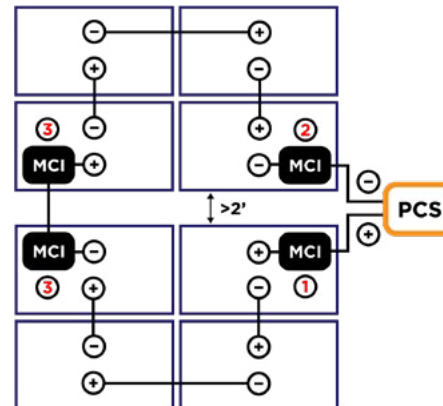 − +
+ −
3 − + 2
MCI + − MCI −
>2' PCS
+
MCI − + MCI
3 + − 1
− +
+ −